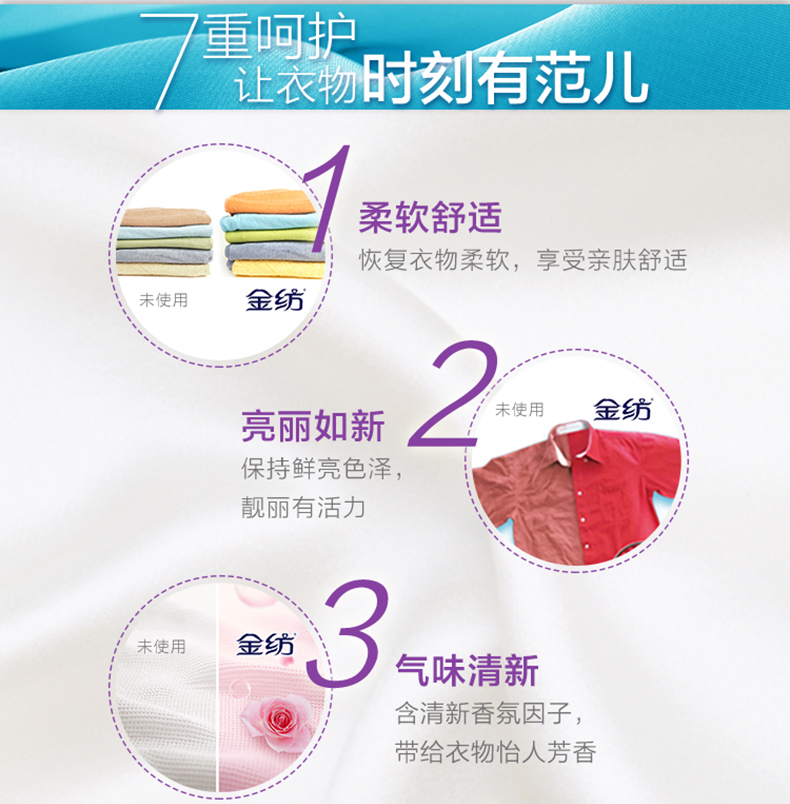 7重呵护
让衣物时刻有范儿
1
柔软舒适
恢复衣物柔软，享受亲肤舒适
未使用
金纺
2
未使用
金纺
亮丽如新
保持鲜亮色泽，
靓丽有活力
3
未使用
金纺
气味清新
含清新香氛因子，
带给衣物怡人芳香